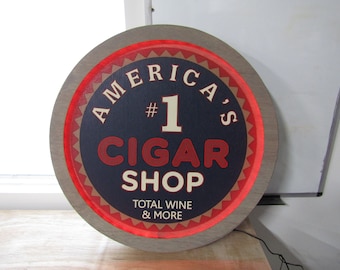 AMERICA'S
#1
CIGAR
SHOP
TOTAL WINE
& MORE